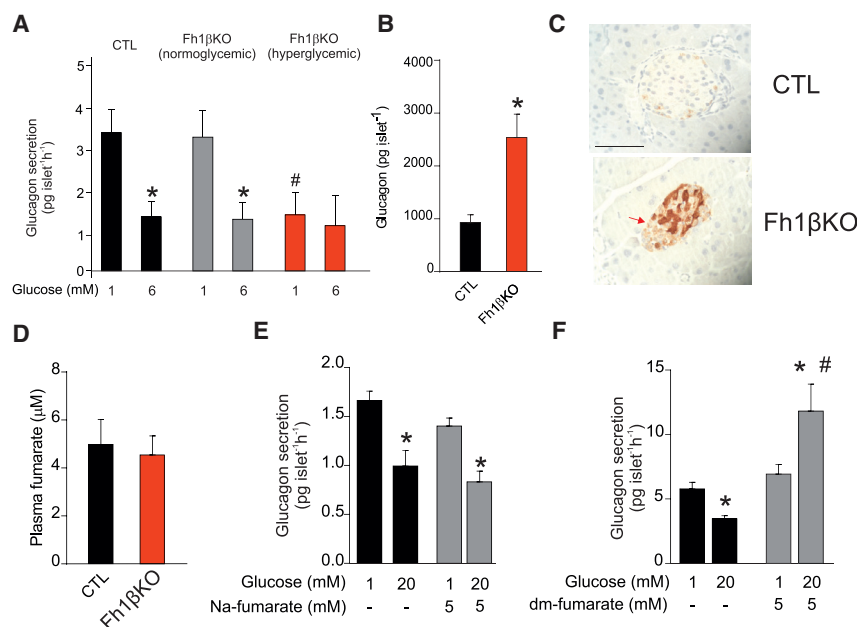 A
CTL
Fh1βKO
(normoglycemic)
Fh1βKO
(hyperglycemic)
Glucagon secretion
(pg islet⁻¹h⁻¹)
5
4
3
2
1
0
*
*
#
Glucose (mM)
1
6
1
6
1
6
B
Glucagon (pg islet⁻¹)
4000
3000
2000
1000
0
*
CTL
Fh1βKO
C
CTL
Fh1βKO
D
Plasma fumarate (μM)
8
6
4
2
0
CTL
Fh1βKO
E
Glucagon secretion
(pg islet⁻¹h⁻¹)
2.0
1.5
1.0
0.5
0.0
*
*
Glucose (mM) 1 20 1 20
Na-fumarate (mM) - - 5 5
F
Glucagon secretion
(pg islet⁻¹h⁻¹)
15
10
5
0
*
* #
Glucose (mM) 1 20 1 20
dm-fumarate (mM) - - 5 5